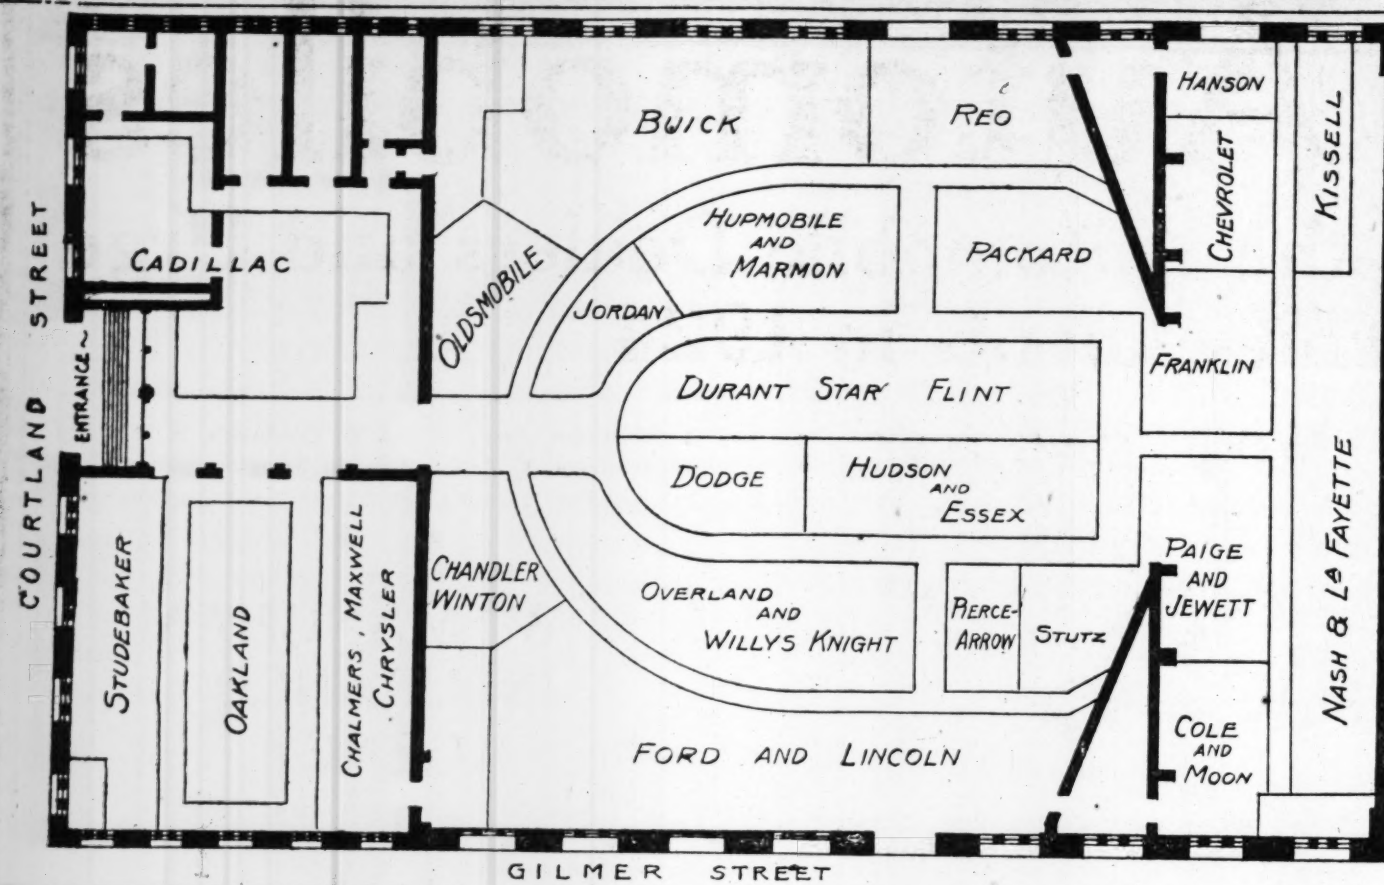 BUICK
REO
HANSON
CHEVROLET
KISSELL
HUPMOBILE
AND
MARMON
PACKARD
CADILLAC
OLDSMOBILE
JORDAN
COURTLAND STREET
ENTRANCE
DURANT STAR FLINT
FRANKLIN
DODGE
HUDSON
AND
ESSEX
NASH & LA FAYETTE
STUDEBAKER
OAKLAND
CHALMERS, MAXWELL
CHRYSLER
CHANDLER
WINTON
OVERLAND
AND
WILLYS KNIGHT
PIERCE-
ARROW
STUTZ
PAIGE
AND
JEWETT
COLE
AND
MOON
FORD AND LINCOLN
GILMER STREET